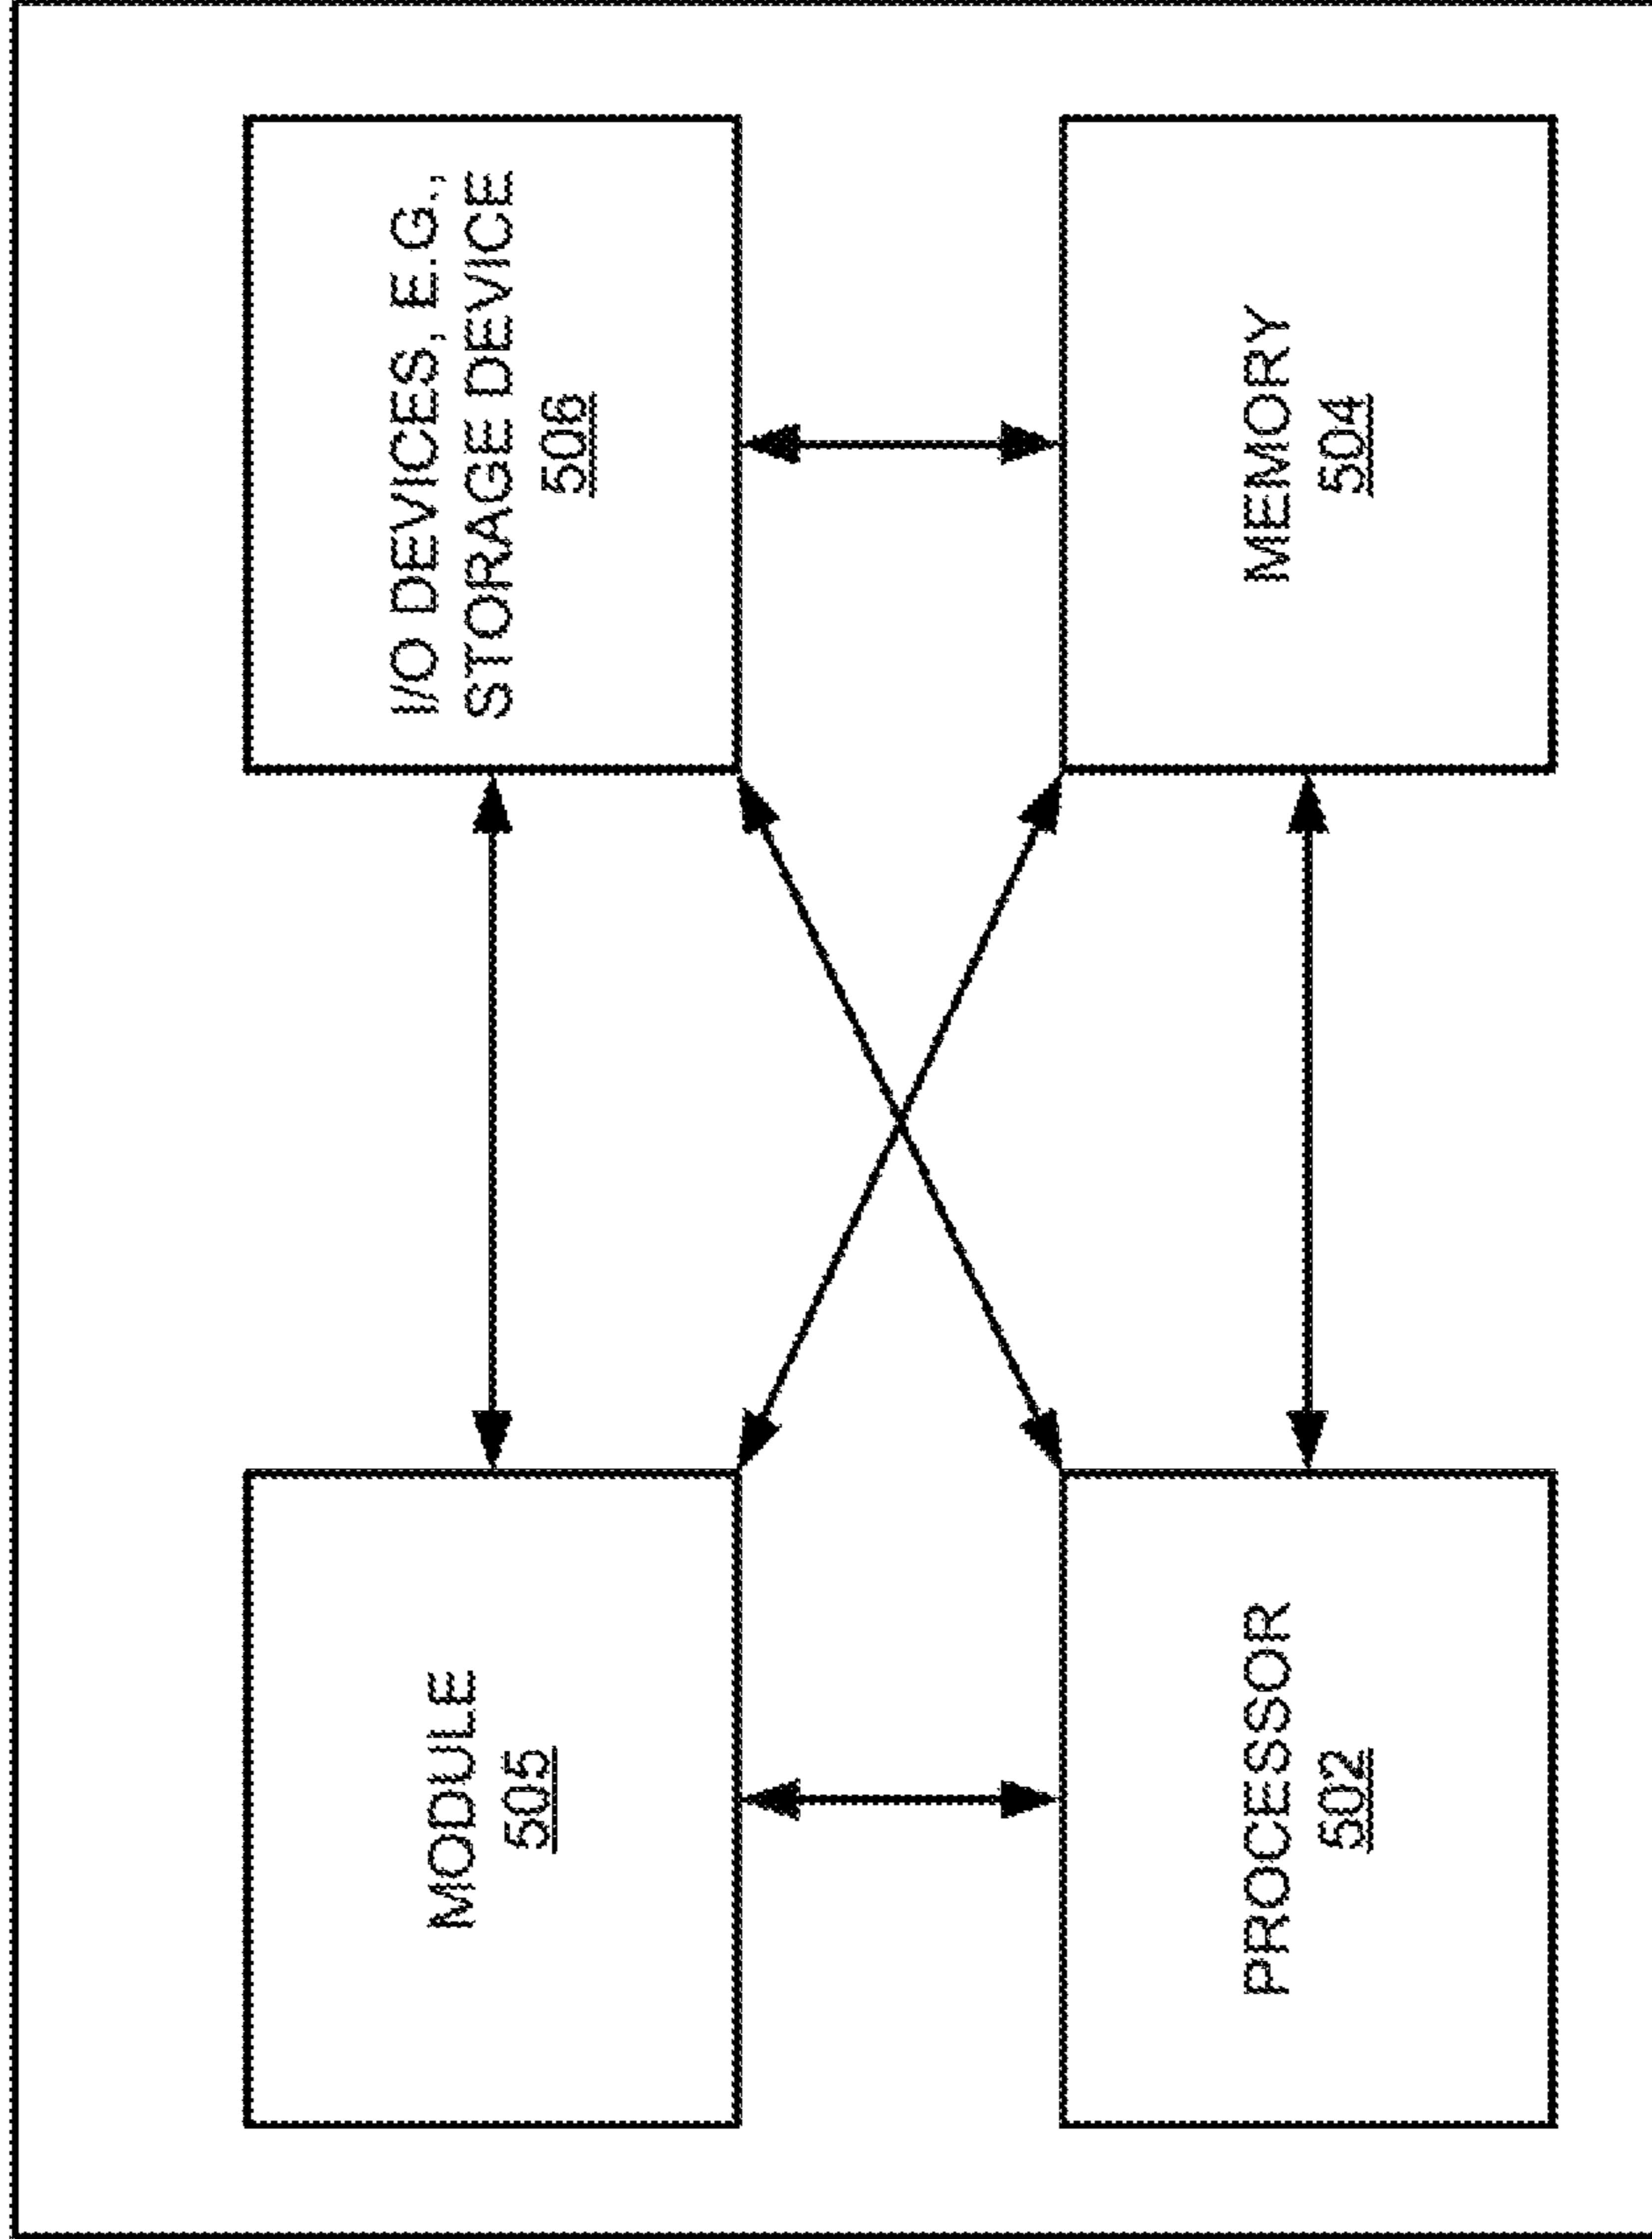 MODULE
505
I/O DEVICES, E.G.,
STORAGE DEVICE
506
PROCESSOR
502
MEMORY
504